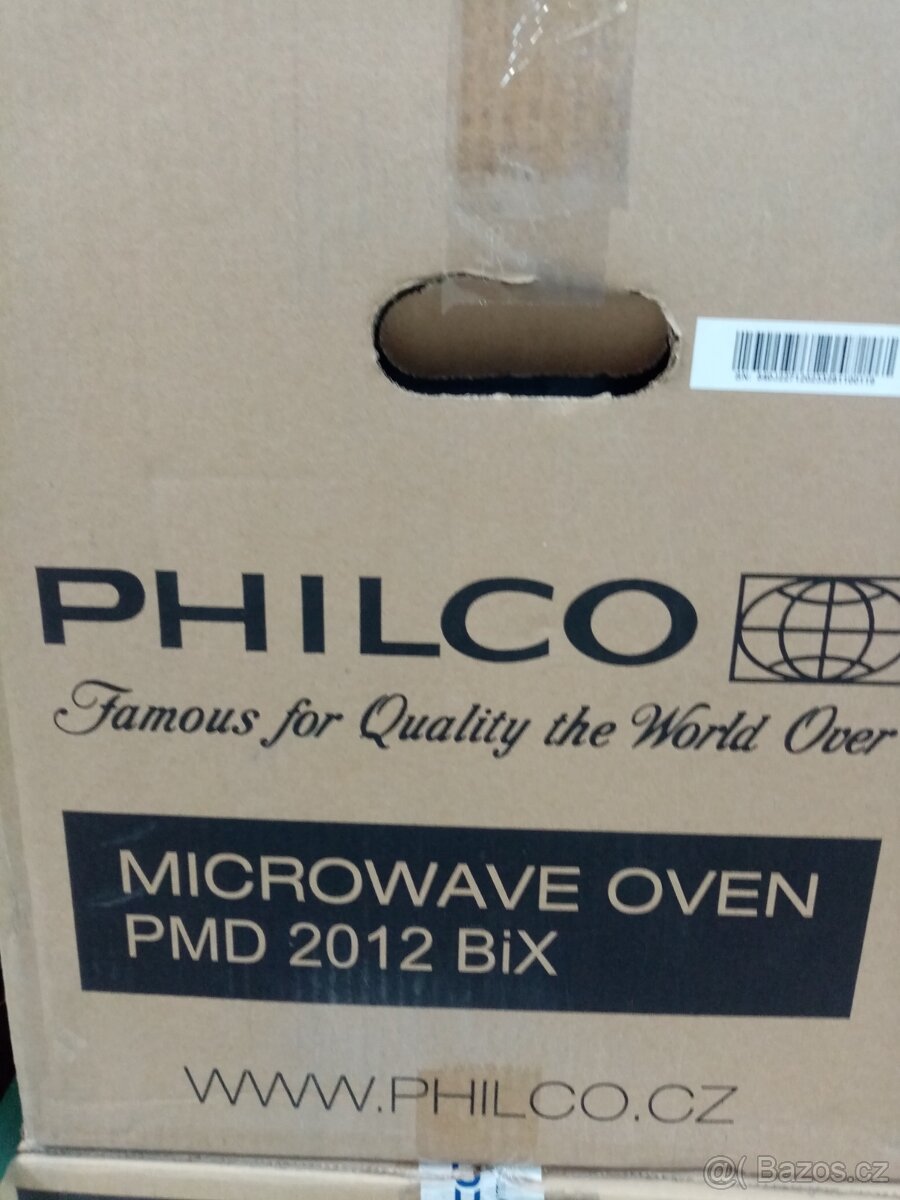 PHILCO
Famous for Quality the World Over
MICROWAVE OVEN
PMD 2012 BiX
WWW.PHILCO.CZ
@( Bazos.cz